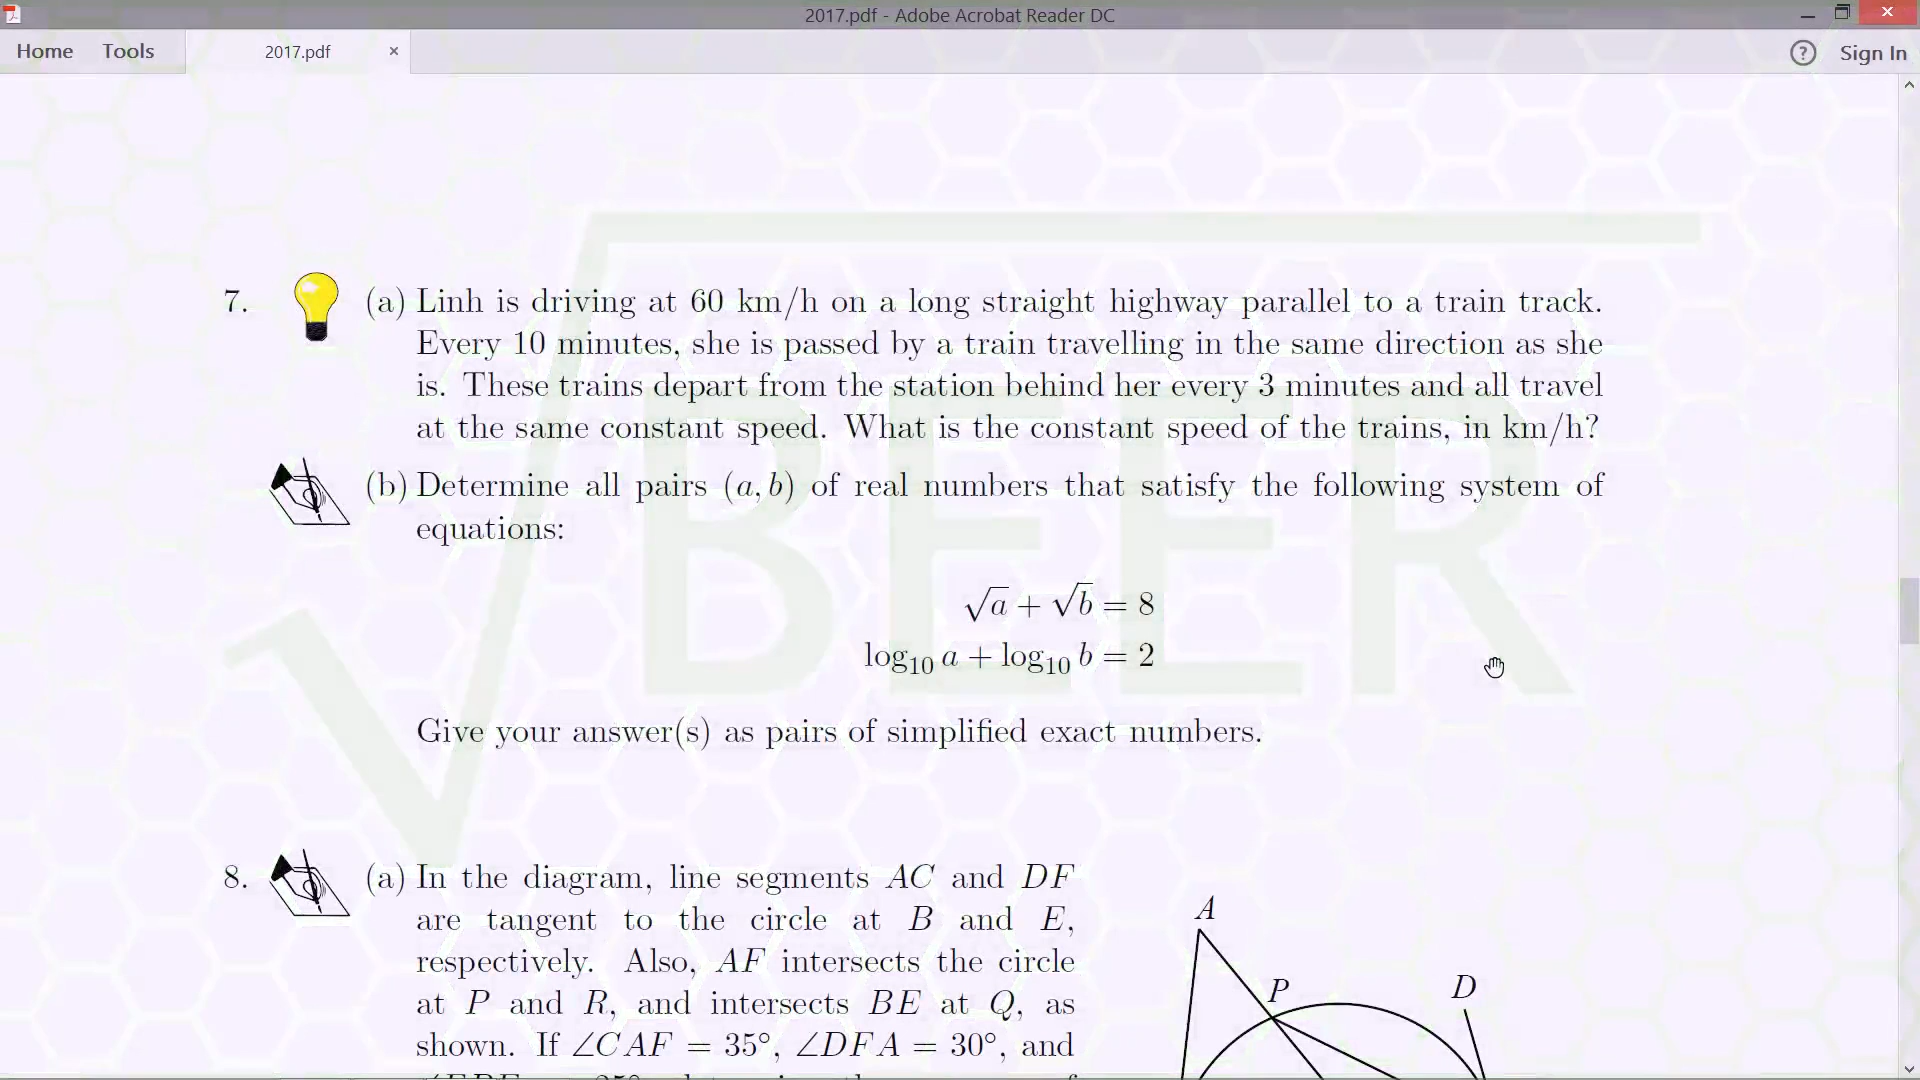 2017.pdf - Adobe Acrobat Reader DC
Home Tools 2017.pdf × ? Sign In
7. (a) Linh is driving at 60 km/h on a long straight highway parallel to a train track.
Every 10 minutes, she is passed by a train travelling in the same direction as she
is. These trains depart from the station behind her every 3 minutes and all travel
at the same constant speed. What is the constant speed of the trains, in km/h?
(b) Determine all pairs (a, b) of real numbers that satisfy the following system of
equations:
√a + √b = 8
log₁₀ a + log₁₀ b = 2
Give your answer(s) as pairs of simplified exact numbers.
8. (a) In the diagram, line segments AC and DF
are tangent to the circle at B and E,
respectively. Also, AF intersects the circle
at P and R, and intersects BE at Q, as
shown. If ∠CAF = 35°, ∠DFA = 30°, and
A
P
D
√BEER